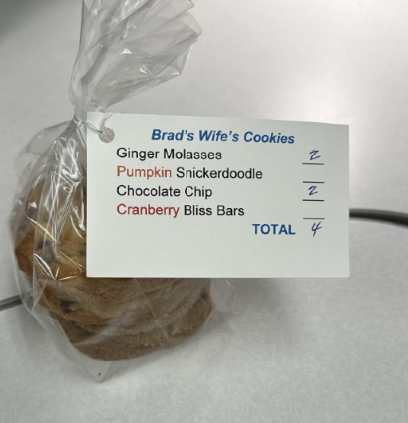 Brad's Wife's Cookies
Ginger Molasses 2
Pumpkin Snickerdoodle
Chocolate Chip 2
Cranberry Bliss Bars
TOTAL 4